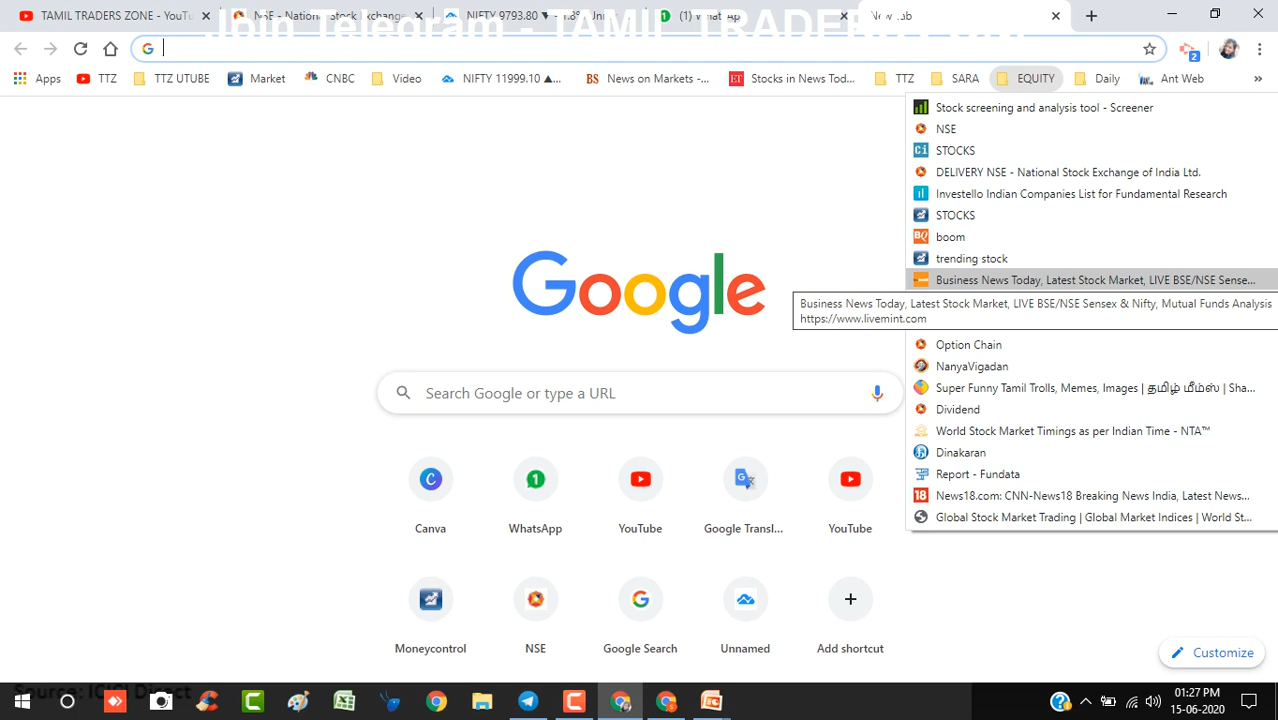 TAMIL TRADERS ZONE - YouTu
NSE - National Stock Exchang
NIFTY 9793.80 ▼
(1) WhatsApp
New Tab
TAMIL TRADERS
Apps
TTZ
TTZ UTUBE
Market
CNBC
Video
NIFTY 11999.10 ▲...
News on Markets -...
Stocks in News Tod...
TTZ
SARA
EQUITY
Daily
Ant Web
»
Stock screening and analysis tool - Screener
NSE
STOCKS
DELIVERY NSE - National Stock Exchange of India Ltd.
Investello Indian Companies List for Fundamental Research
STOCKS
boom
trending stock
Business News Today, Latest Stock Market, LIVE BSE/NSE Sense...
Business News Today, Latest Stock Market, LIVE BSE/NSE Sensex & Nifty, Mutual Funds Analysis
https://www.livemint.com
Option Chain
NanyaVigadan
Super Funny Tamil Trolls, Memes, Images | தமிழ் மீம்ஸ் | Sha...
Dividend
World Stock Market Timings as per Indian Time - NTA™
Dinakaran
Report - Fundata
News18.com: CNN-News18 Breaking News India, Latest News...
Global Stock Market Trading | Global Market Indices | World St...
Google
Search Google or type a URL
Canva
WhatsApp
YouTube
Google Transl...
YouTube
Moneycontrol
NSE
Google Search
Unnamed
Add shortcut
Customize
Source: ICICI Direct
01:27 PM
15-06-2020